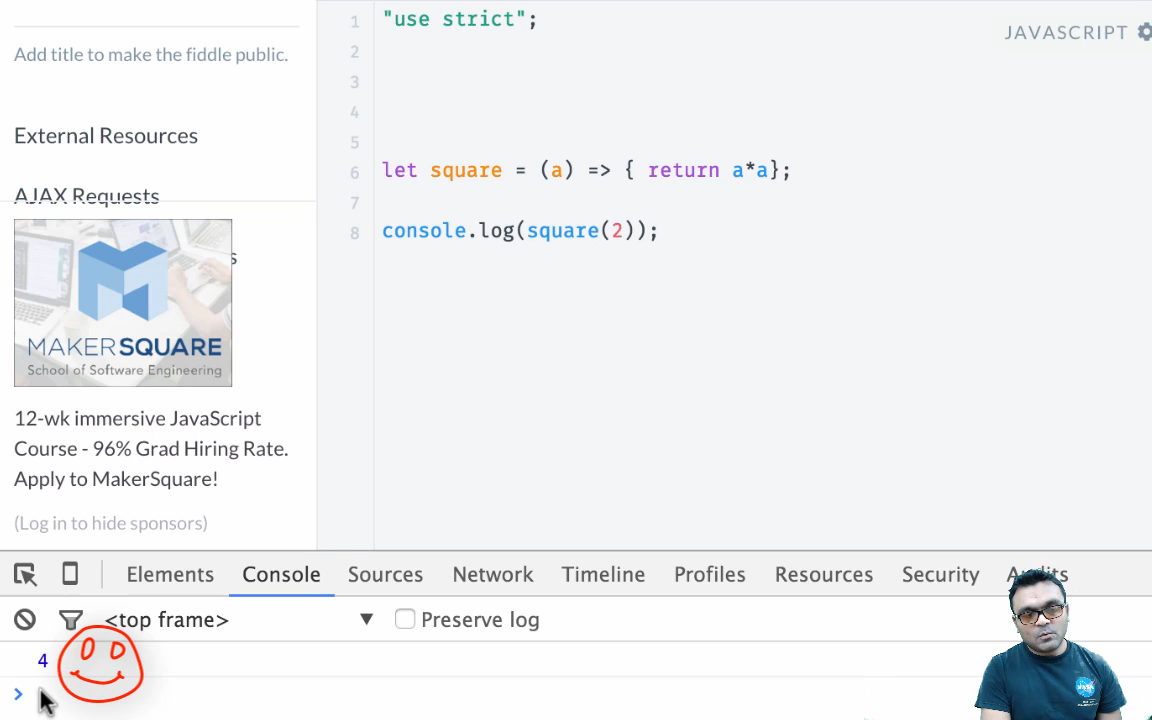 Add title to make the fiddle public.
External Resources
AJAX Requests
s
MAKERSQUARE
School of Software Engineering
12-wk immersive JavaScript
Course - 96% Grad Hiring Rate.
Apply to MakerSquare!
(Log in to hide sponsors)
JAVASCRIPT
1 "use strict";
2
3
4
5
6 let square = (a) => { return a*a};
7
8 console.log(square(2));
Elements Console Sources Network Timeline Profiles Resources Security Audits
<top frame> ▼ Preserve log
4
>
NASA